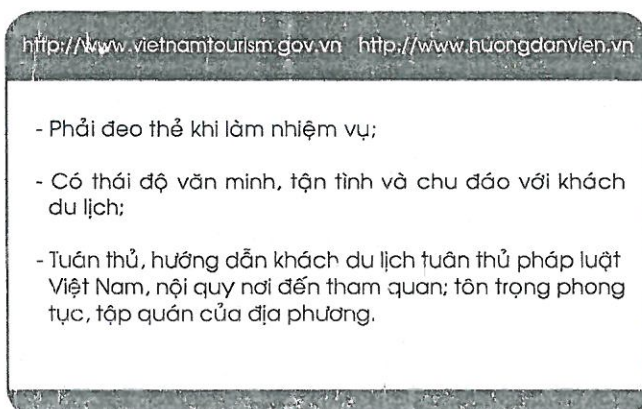 http://www.vietnamtourism.gov.vn http://www.huongdanvien.vn
- Phải đeo thẻ khi làm nhiệm vụ;
- Có thái độ văn minh, tận tình và chu đáo với khách
du lịch;
- Tuân thủ, hướng dẫn khách du lịch tuân thủ pháp luật
Việt Nam, nội quy nơi đến tham quan; tôn trọng phong
tục, tập quán của địa phương.